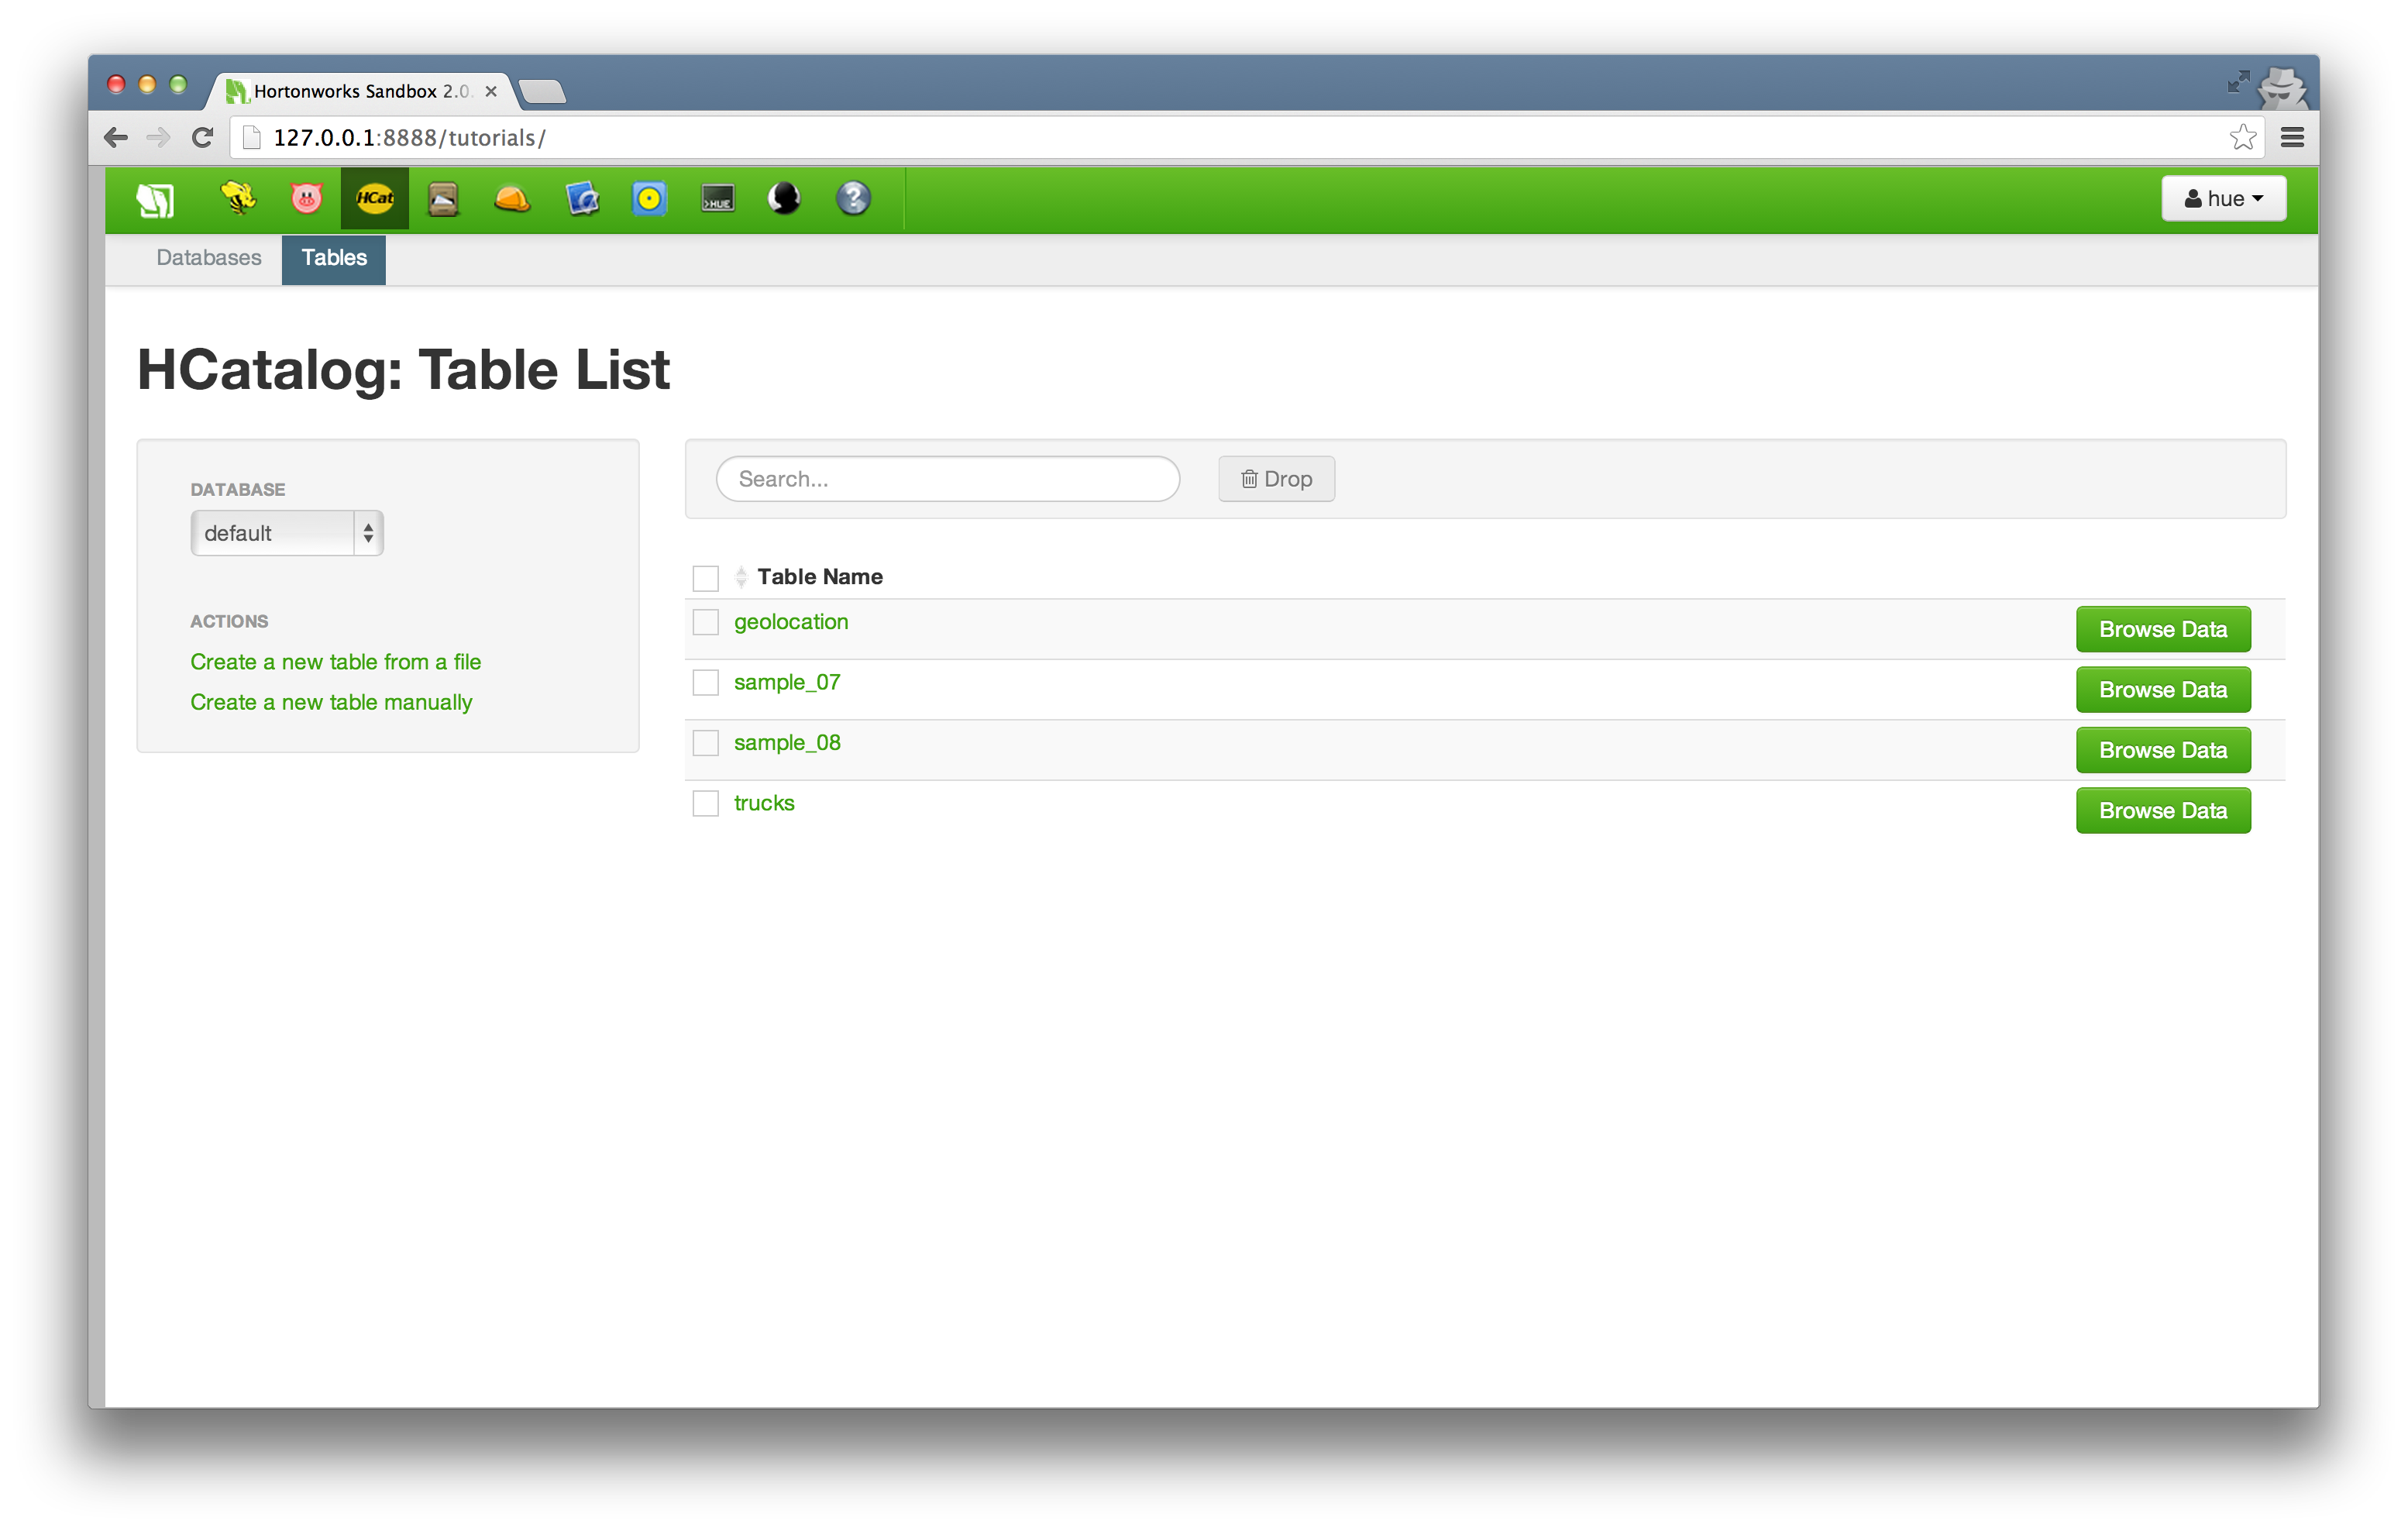 Hortonworks Sandbox 2.0
127.0.0.1:8888/tutorials/
HCat
>HUE
?
hue
Databases
Tables
HCatalog: Table List
DATABASE
default
ACTIONS
Create a new table from a file
Create a new table manually
Search...
Drop
Table Name
geolocation
Browse Data
sample_07
Browse Data
sample_08
Browse Data
trucks
Browse Data